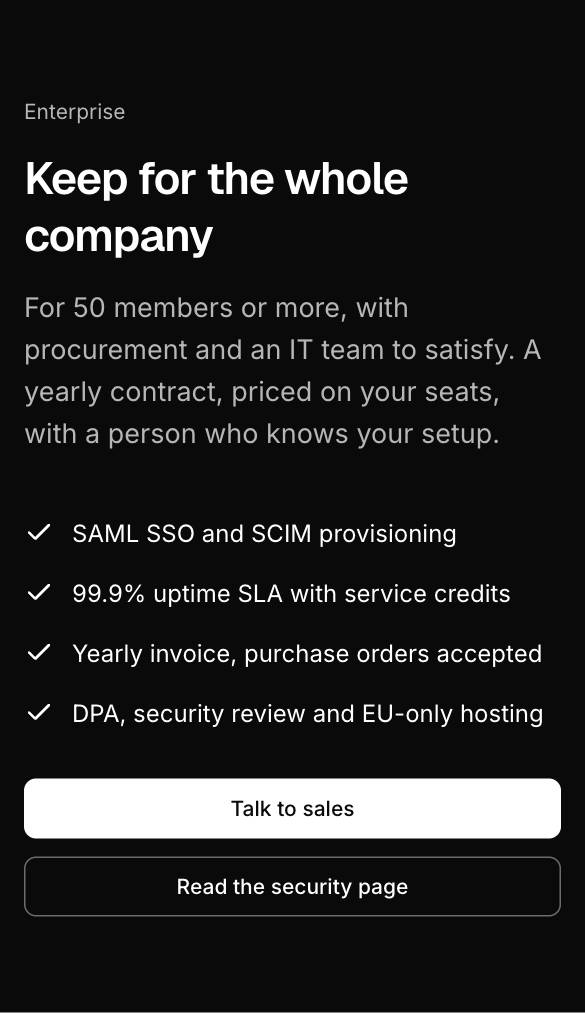 Enterprise
Keep for the whole
company
For 50 members or more, with
procurement and an IT team to satisfy. A
yearly contract, priced on your seats,
with a person who knows your setup.
SAML SSO and SCIM provisioning
99.9% uptime SLA with service credits
Yearly invoice, purchase orders accepted
DPA, security review and EU-only hosting
Talk to sales
Read the security page